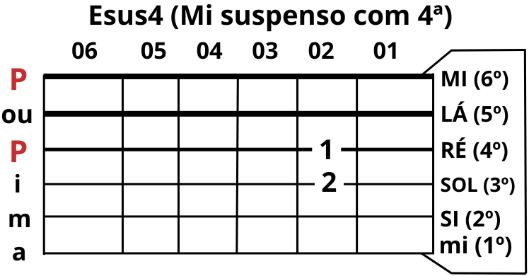 Esus4 (Mi suspenso com 4ª)
06 05 04 03 02 01
P MI (6º)
ou LÁ (5º)
P 1 RÉ (4º)
i 2 SOL (3º)
m SI (2º)
a mi (1º)